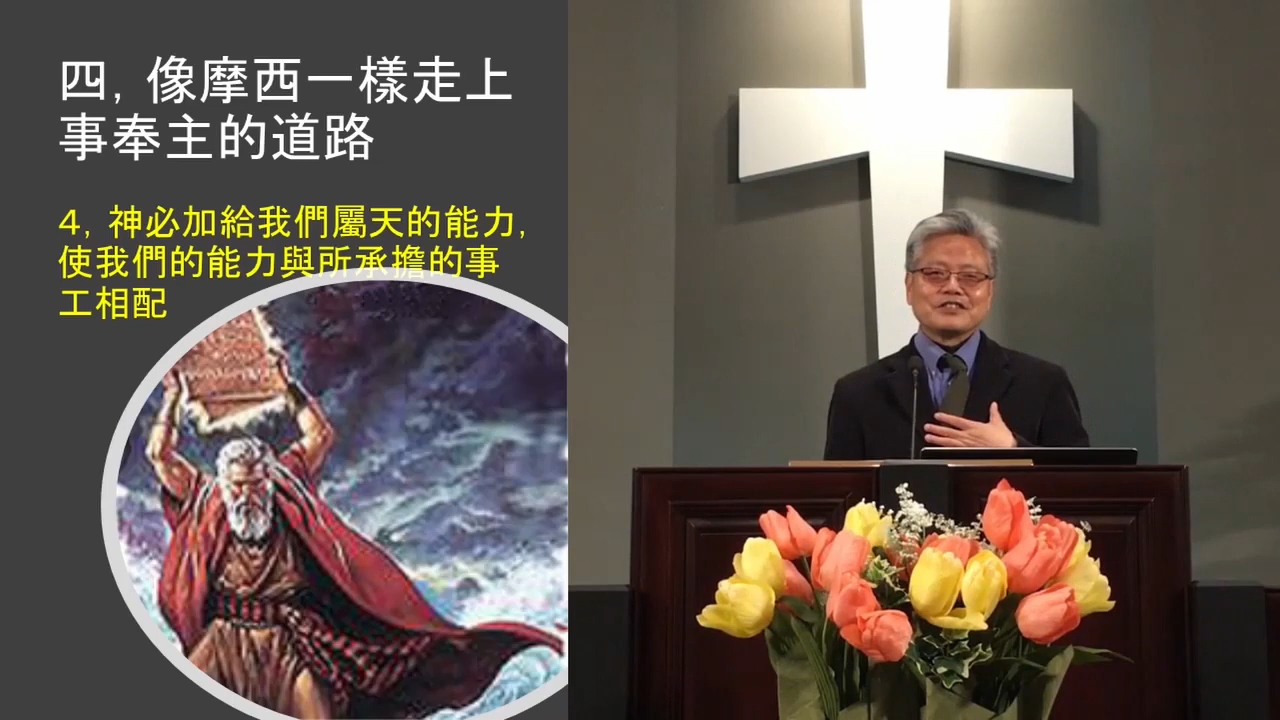 四，像摩西一樣走上
事奉主的道路
4，神必加給我們屬天的能力，
使我們的能力與所承擔的事
工相配